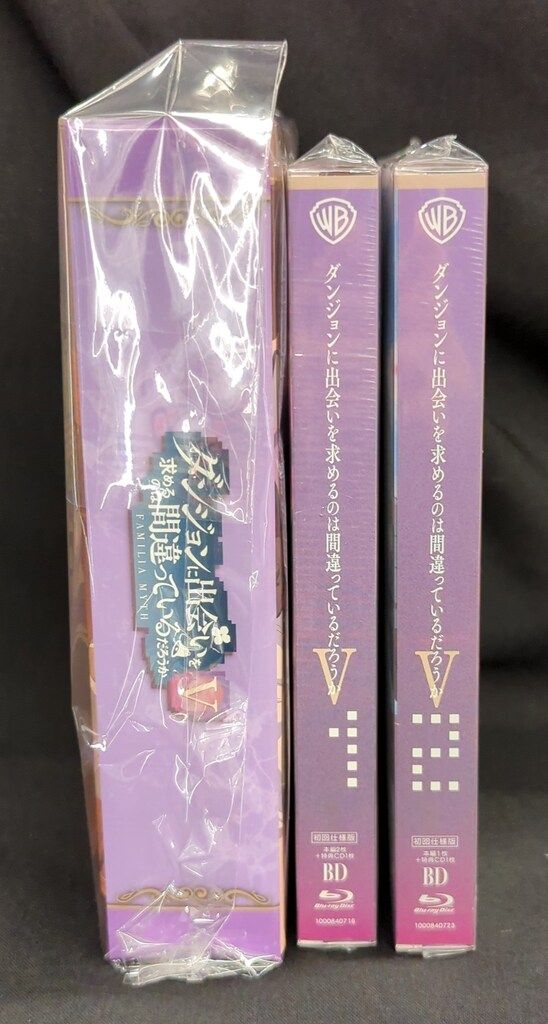 ダンジョンに出会いを
求めるのは
間違っているだろうか
V
FAMILIA MYTH
WB
ダンジョンに出会いを求めるのは間違っているだろうか
V
1
初回仕様版
本編2枚
+特典CD1枚
BD
Blu-ray Disc
1000840718
WB
ダンジョンに出会いを求めるのは間違っているだろうか
V
2
初回仕様版
本編1枚
+特典CD1枚
BD
Blu-ray Disc
1000840723